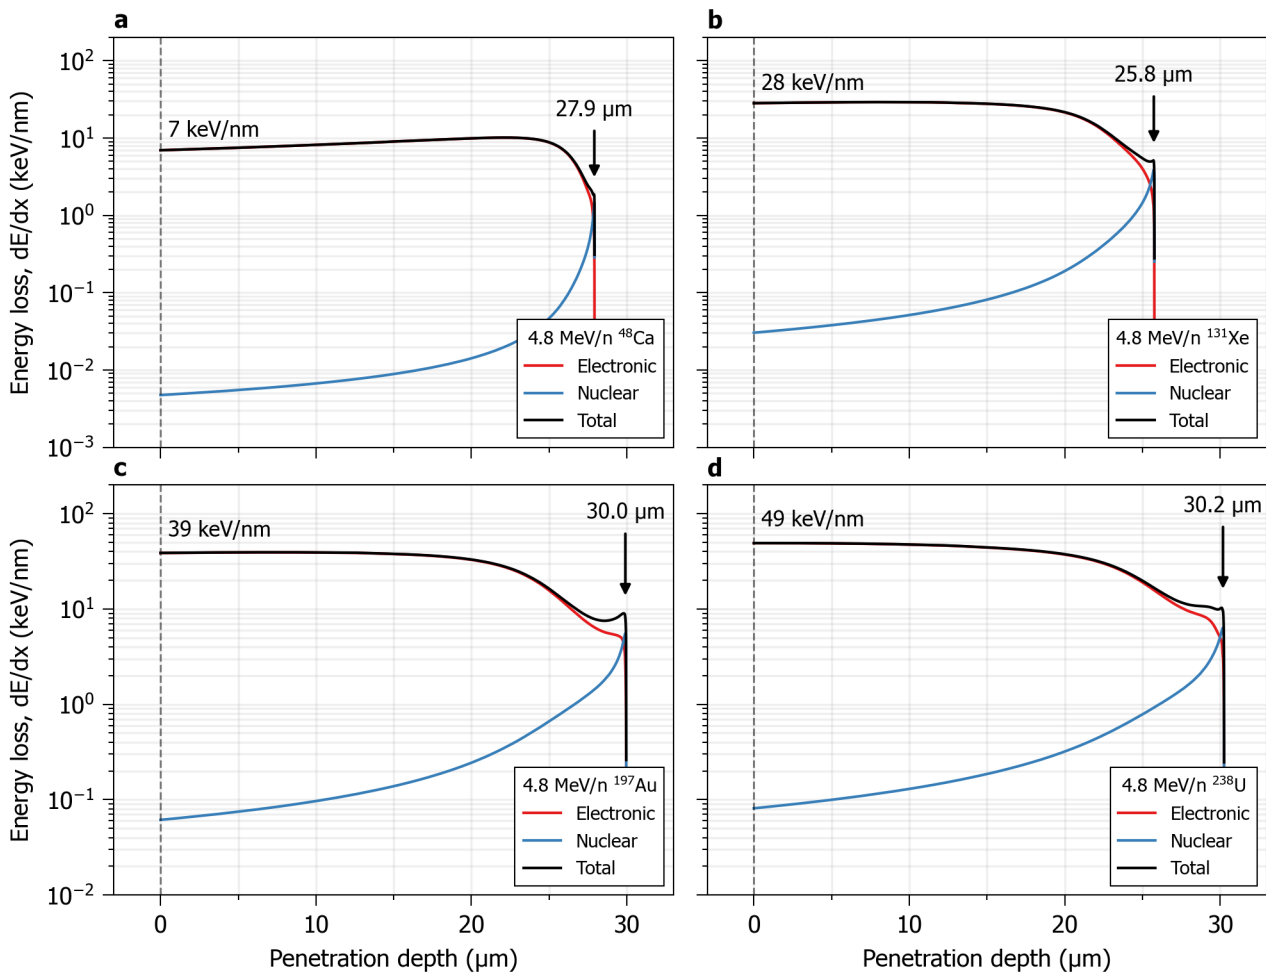 a
Energy loss, dE/dx (keV/nm)
10²
10¹
10⁰
10⁻¹
10⁻²
10⁻³
7 keV/nm
27.9 µm
4.8 MeV/n ⁴⁸Ca
Electronic
Nuclear
Total
b
28 keV/nm
25.8 µm
4.8 MeV/n ¹³¹Xe
Electronic
Nuclear
Total
c
Energy loss, dE/dx (keV/nm)
10²
10¹
10⁰
10⁻¹
10⁻²
39 keV/nm
30.0 µm
4.8 MeV/n ¹⁹⁷Au
Electronic
Nuclear
Total
0 10 20 30
Penetration depth (µm)
d
49 keV/nm
30.2 µm
4.8 MeV/n ²³⁸U
Electronic
Nuclear
Total
0 10 20 30
Penetration depth (µm)